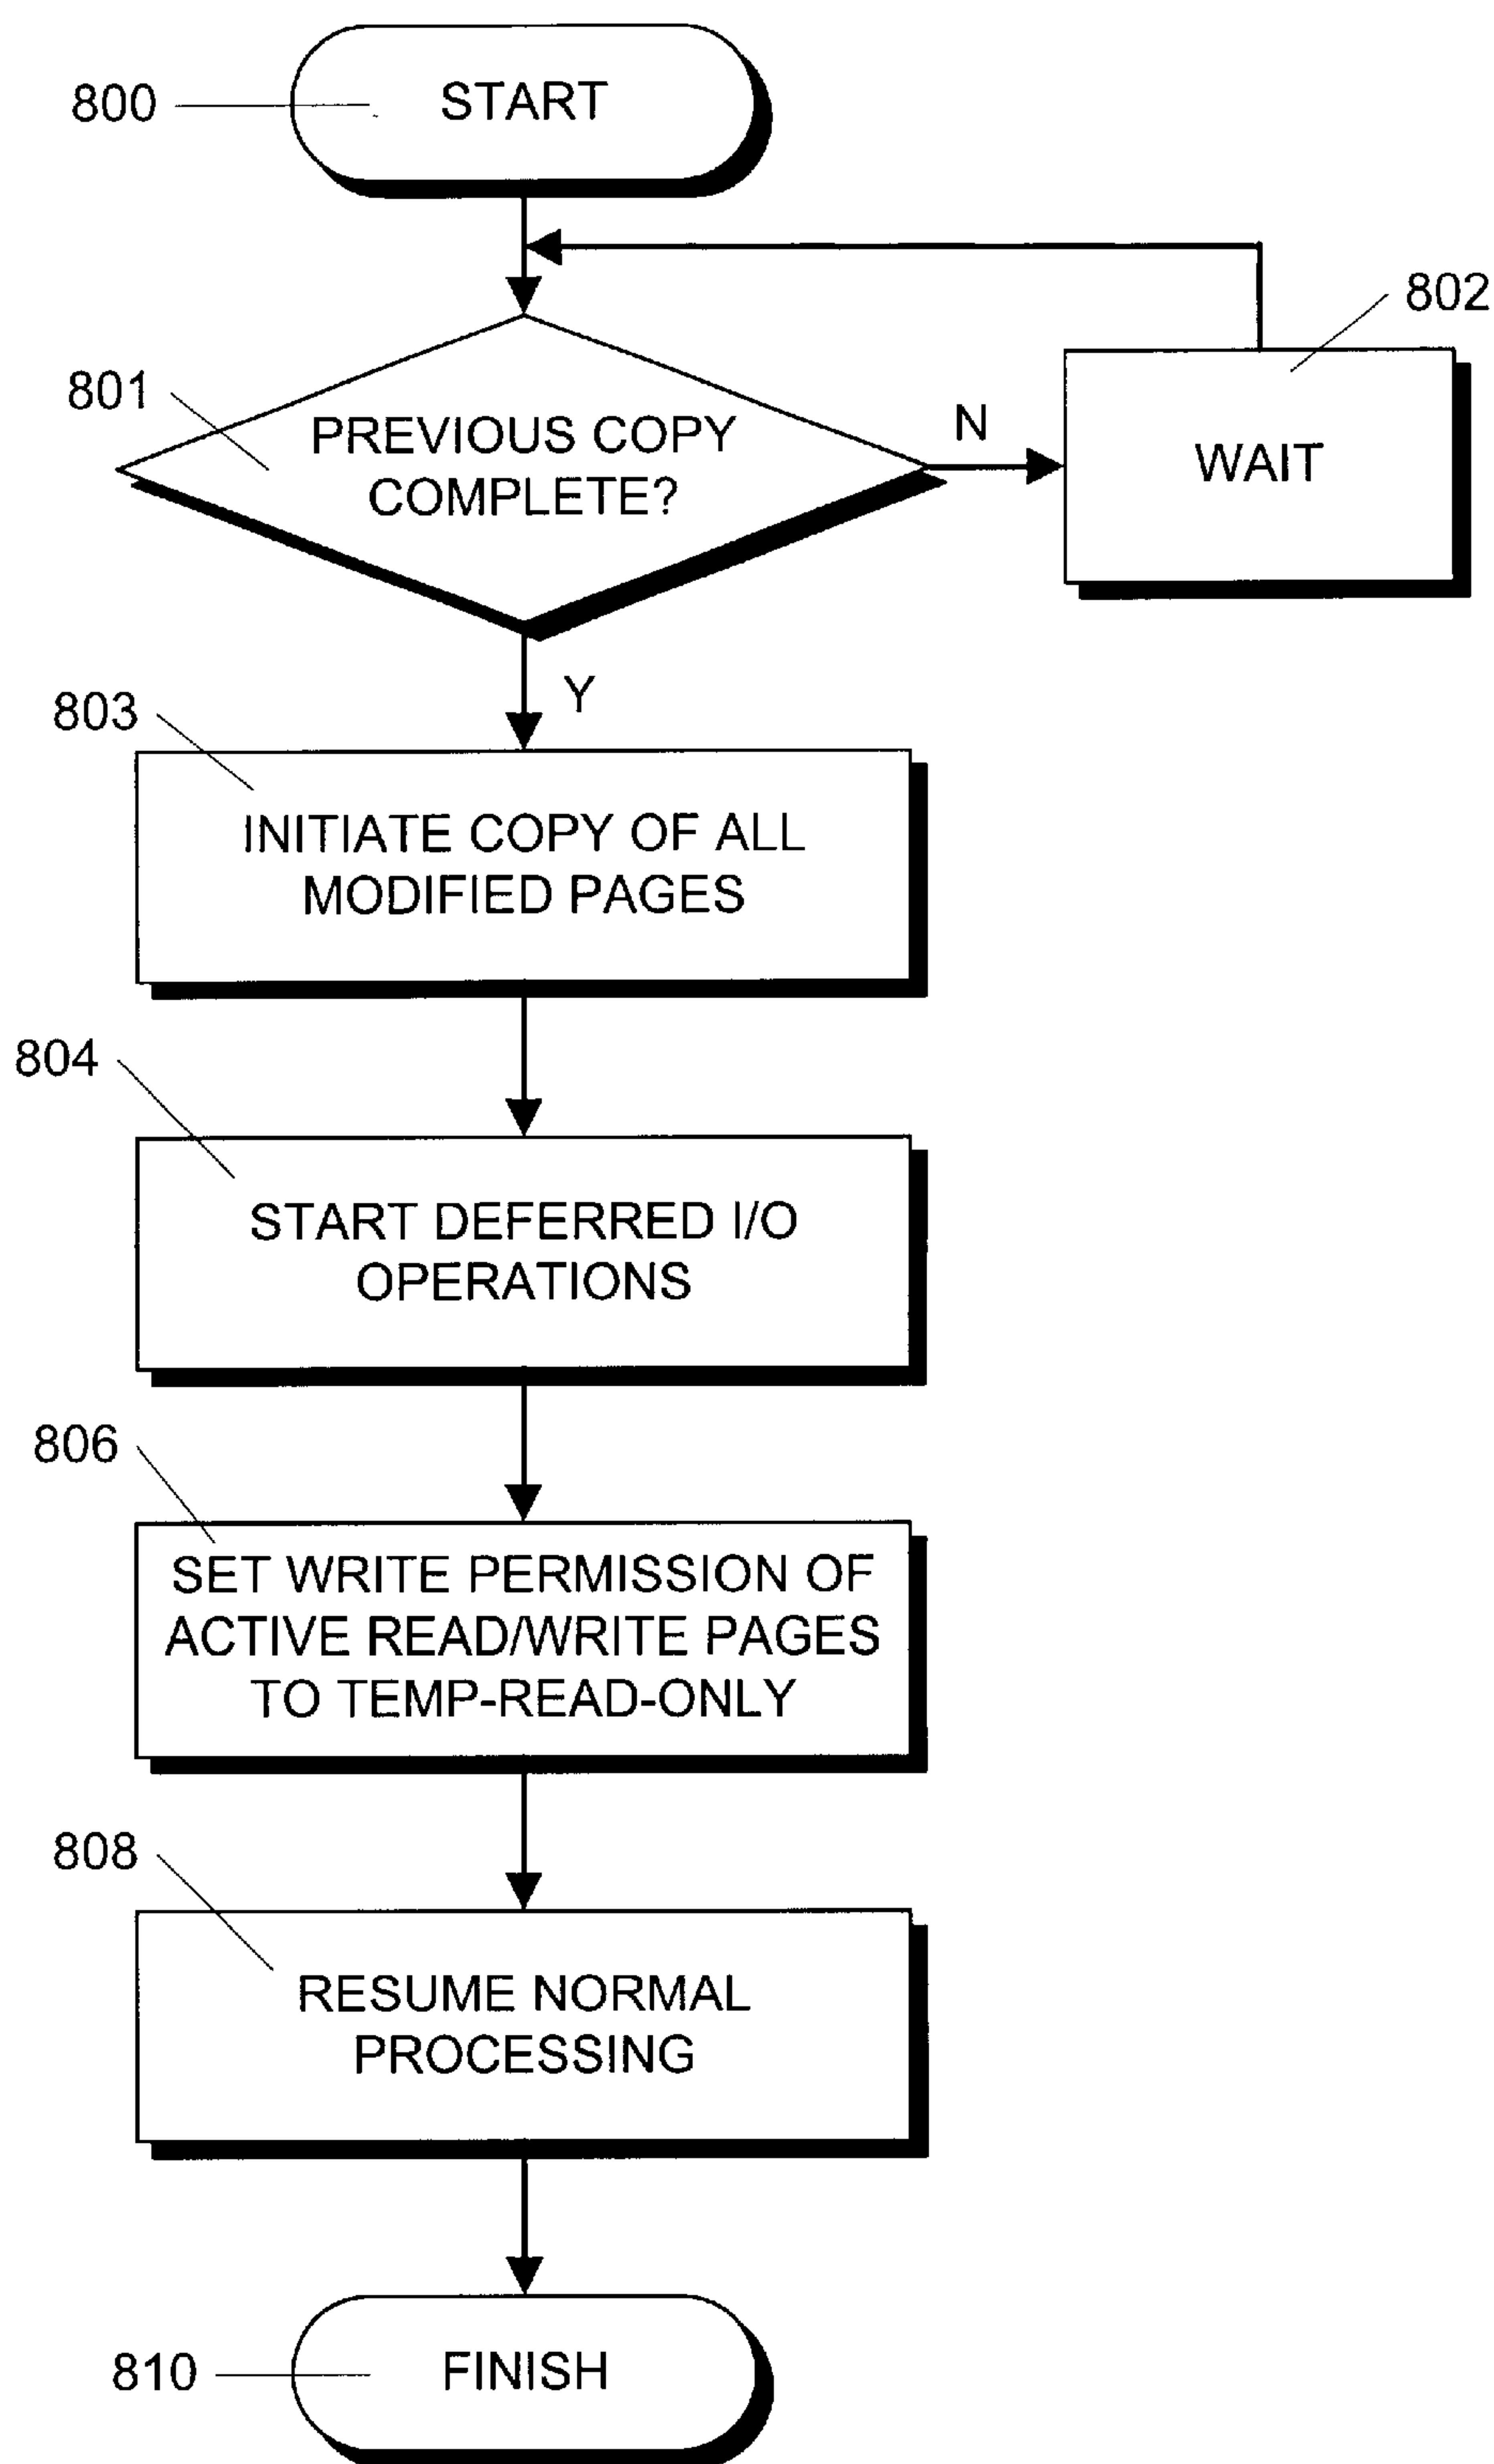 800
START
802
801
PREVIOUS COPY
COMPLETE?
N
WAIT
Y
803
INITIATE COPY OF ALL
MODIFIED PAGES
804
START DEFERRED I/O
OPERATIONS
806
SET WRITE PERMISSION OF
ACTIVE READ/WRITE PAGES
TO TEMP-READ-ONLY
808
RESUME NORMAL
PROCESSING
810
FINISH